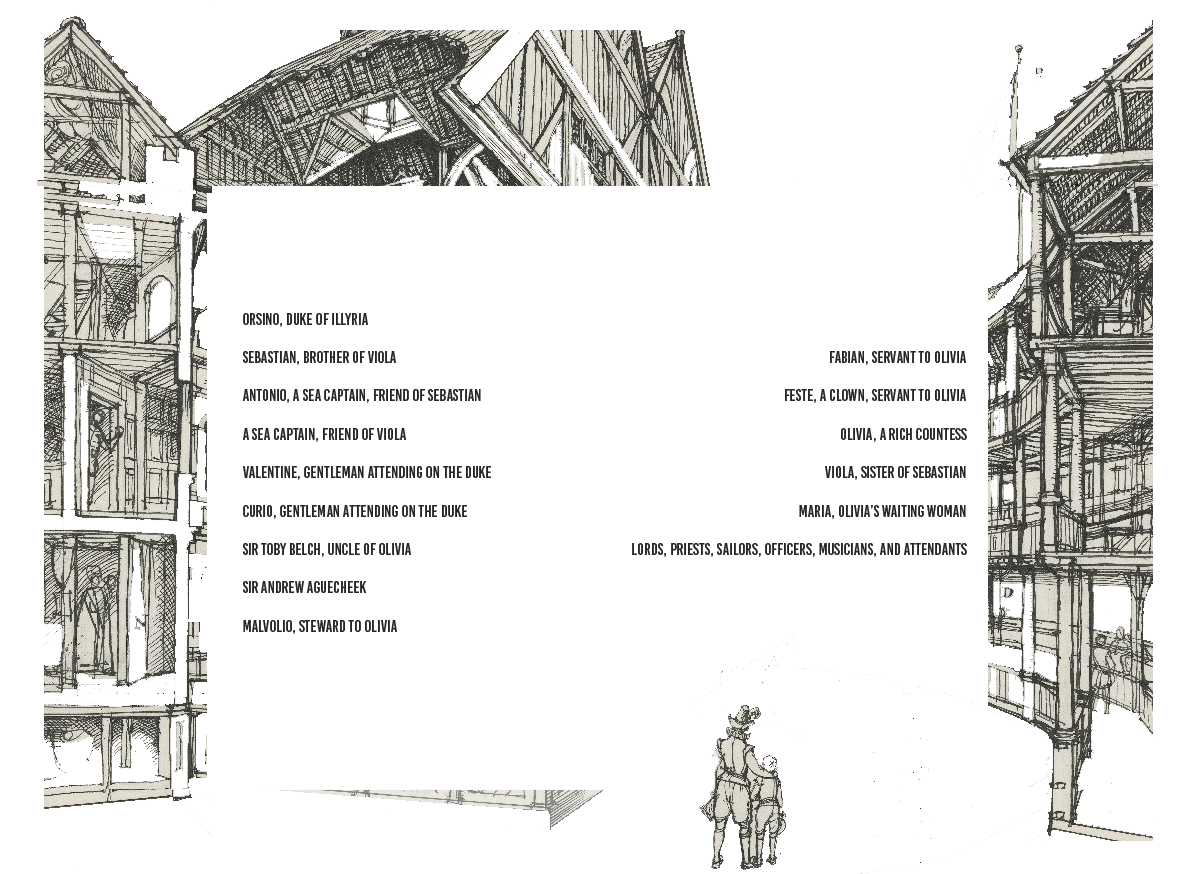 ORSINO, DUKE OF ILLYRIA
SEBASTIAN, BROTHER OF VIOLA
ANTONIO, A SEA CAPTAIN, FRIEND OF SEBASTIAN
A SEA CAPTAIN, FRIEND OF VIOLA
VALENTINE, GENTLEMAN ATTENDING ON THE DUKE
CURIO, GENTLEMAN ATTENDING ON THE DUKE
SIR TOBY BELCH, UNCLE OF OLIVIA
SIR ANDREW AGUECHEEK
MALVOLIO, STEWARD TO OLIVIA
FABIAN, SERVANT TO OLIVIA
FESTE, A CLOWN, SERVANT TO OLIVIA
OLIVIA, A RICH COUNTESS
VIOLA, SISTER OF SEBASTIAN
MARIA, OLIVIA'S WAITING WOMAN
LORDS, PRIESTS, SAILORS, OFFICERS, MUSICIANS, AND ATTENDANTS